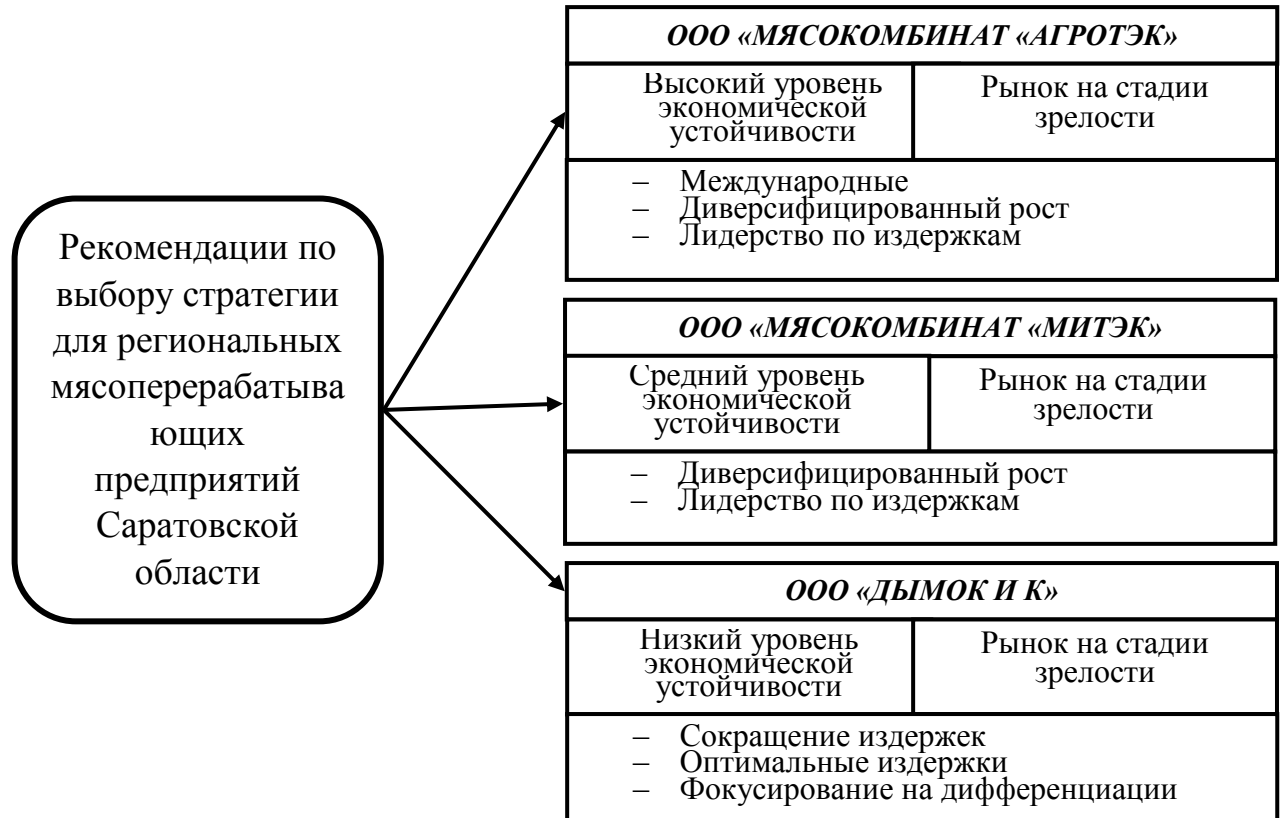 Рекомендации по
выбору стратегии
для региональных
мясоперерабатыва
ющих
предприятий
Саратовской
области
ООО «МЯСОКОМБИНАТ «АГРОТЭК»
Высокий уровень
экономической
устойчивости
Рынок на стадии
зрелости
– Международные
– Диверсифицированный рост
– Лидерство по издержкам
ООО «МЯСОКОМБИНАТ «МИТЭК»
Средний уровень
экономической
устойчивости
Рынок на стадии
зрелости
– Диверсифицированный рост
– Лидерство по издержкам
ООО «ДЫМОК И К»
Низкий уровень
экономической
устойчивости
Рынок на стадии
зрелости
– Сокращение издержек
– Оптимальные издержки
– Фокусирование на дифференциации